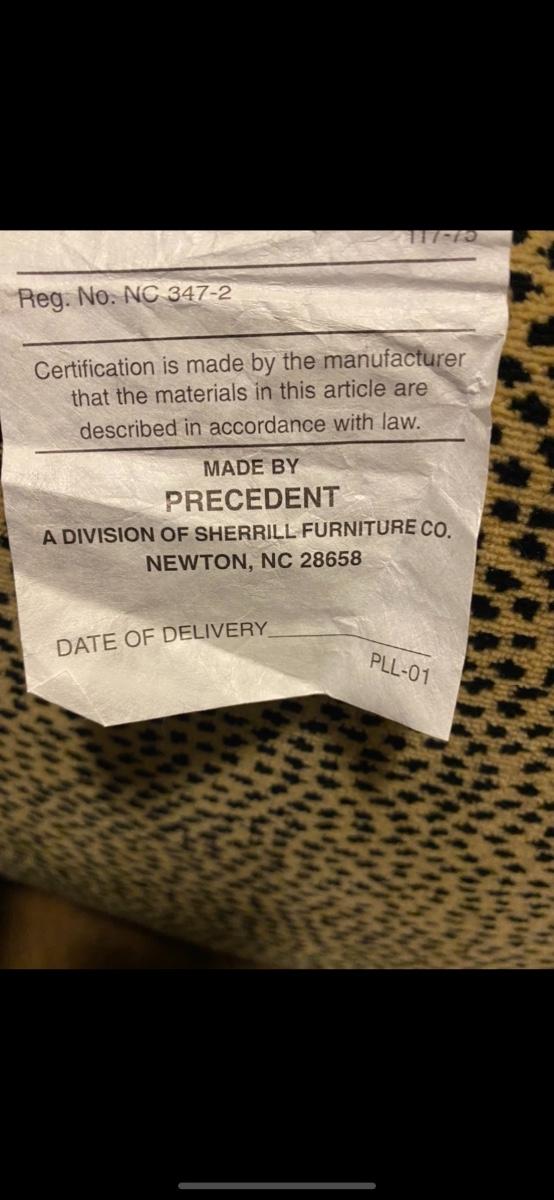 117-75
Reg. No. NC 347-2
Certification is made by the manufacturer
that the materials in this article are
described in accordance with law.
MADE BY
PRECEDENT
A DIVISION OF SHERRILL FURNITURE CO.
NEWTON, NC 28658
DATE OF DELIVERY
PLL-01